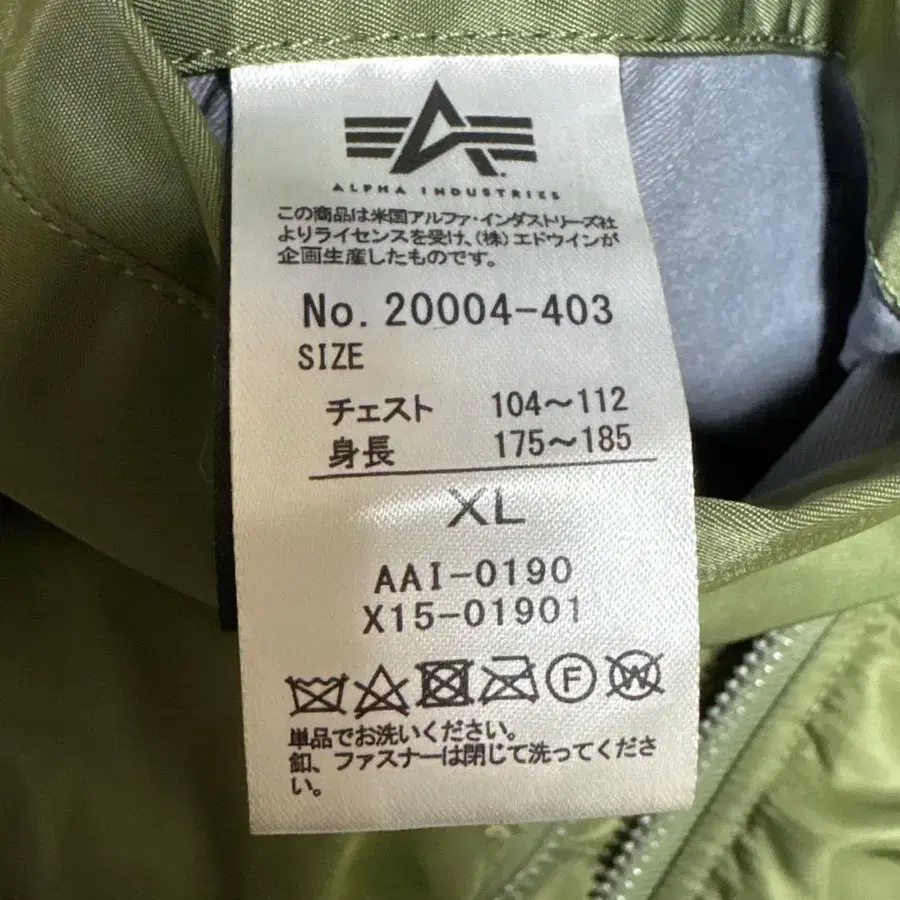 ALPHA INDUSTRIES
この商品は米国アルファ・インダストリーズ社
よりライセンスを受け、(株)エドウインが
企画生産したものです。
No. 20004-403
SIZE
チェスト 104〜112
身長 175〜185
XL
AAI-0190
X15-01901
F W
単品でお洗いください。
釦、ファスナーは閉じて洗ってくださ
い。